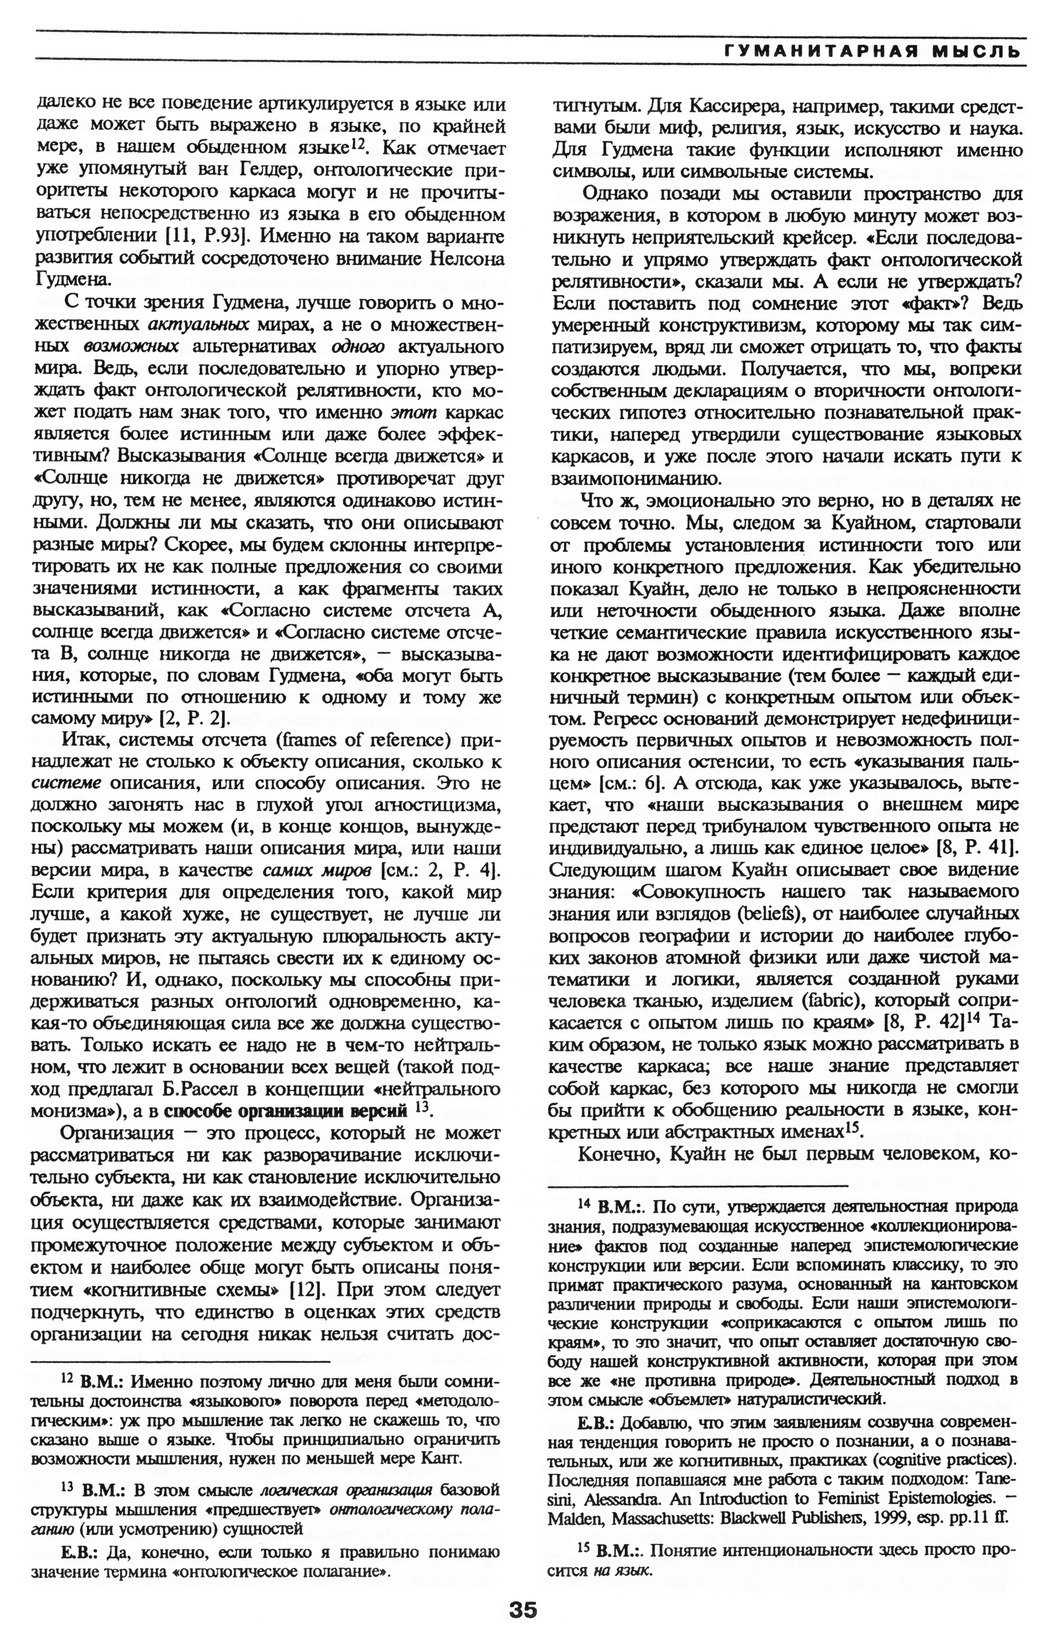 ГУМАНИТАРНАЯ МЫСЛЬ
далеко не все поведение артикулируется в языке или
даже может быть выражено в языке, по крайней
мере, в нашем обыденном языке¹². Как отмечает
уже упомянутый ван Гелдер, онтологические при-
оритеты некоторого каркаса могут и не прочиты-
ваться непосредственно из языка в его обыденном
употреблении [11, P.93]. Именно на таком варианте
развития событий сосредоточено внимание Нелсона
Гудмена.
С точки зрения Гудмена, лучше говорить о мно-
жественных актуальных мирах, а не о множествен-
ных возможных альтернативах одного актуального
мира. Ведь, если последовательно и упорно утвер-
ждать факт онтологической релятивности, кто мо-
жет подать нам знак того, что именно этот каркас
является более истинным или даже более эффек-
тивным? Высказывания «Солнце всегда движется» и
«Солнце никогда не движется» противоречат друг
другу, но, тем не менее, являются одинаково истин-
ными. Должны ли мы сказать, что они описывают
разные миры? Скорее, мы будем склонны интерпре-
тировать их не как полные предложения со своими
значениями истинности, а как фрагменты таких
высказываний, как «Согласно системе отсчета А,
солнце всегда движется» и «Согласно системе отсче-
та В, солнце никогда не движется», — высказыва-
ния, которые, по словам Гудмена, «оба могут быть
истинными по отношению к одному и тому же
самому миру» [2, P. 2].
Итак, системы отсчета (frames of reference) при-
надлежат не столько к объекту описания, сколько к
системе описания, или способу описания. Это не
должно загонять нас в глухой угол агностицизма,
поскольку мы можем (и, в конце концов, вынужде-
ны) рассматривать наши описания мира, или наши
версии мира, в качестве самих миров [см.: 2, P. 4].
Если критерия для определения того, какой мир
лучше, а какой хуже, не существует, не лучше ли
будет признать эту актуальную плюральность акту-
альных миров, не пытаясь свести их к единому ос-
нованию? И, однако, поскольку мы способны при-
держиваться разных онтологий одновременно, ка-
кая-то объединяющая сила все же должна существо-
вать. Только искать ее надо не в чем-то нейтраль-
ном, что лежит в основании всех вещей (такой под-
ход предлагал Б.Рассел в концепции «нейтрального
монизма»), а в способе организации версий ¹³.
Организация — это процесс, который не может
рассматриваться ни как разворачивание исключи-
тельно субъекта, ни как становление исключительно
объекта, ни даже как их взаимодействие. Организа-
ция осуществляется средствами, которые занимают
промежуточное положение между субъектом и объ-
ектом и наиболее обще могут быть описаны поня-
тием «когнитивные схемы» [12]. При этом следует
подчеркнуть, что единство в оценках этих средств
организации на сегодня никак нельзя считать дос-
¹² В.М.: Именно поэтому лично для меня были сомни-
тельны достоинства «языкового» поворота перед «методоло-
гическим»: уж про мышление так легко не скажешь то, что
сказано выше о языке. Чтобы принципиально ограничить
возможности мышления, нужен по меньшей мере Кант.
¹³ В.М.: В этом смысле логическая организация базовой
структуры мышления «предшествует» онтологическому пола-
ганию (или усмотрению) сущностей
Е.В.: Да, конечно, если только я правильно понимаю
значение термина «онтологическое полагание».
тигнутым. Для Кассирера, например, такими средст-
вами были миф, религия, язык, искусство и наука.
Для Гудмена такие функции исполняют именно
символы, или символьные системы.
Однако позади мы оставили пространство для
возражения, в котором в любую минуту может воз-
никнуть неприятельский крейсер. «Если последова-
тельно и упрямо утверждать факт онтологической
релятивности», сказали мы. А если не утверждать?
Если поставить под сомнение этот «факт»? Ведь
умеренный конструктивизм, которому мы так сим-
патизируем, вряд ли сможет отрицать то, что факты
создаются людьми. Получается, что мы, вопреки
собственным декларациям о вторичности онтологи-
ческих гипотез относительно познавательной прак-
тики, наперед утвердили существование языковых
каркасов, и уже после этого начали искать пути к
взаимопониманию.
Что ж, эмоционально это верно, но в деталях не
совсем точно. Мы, следом за Куайном, стартовали
от проблемы установления истинности того или
иного конкретного предложения. Как убедительно
показал Куайн, дело не только в непроясненности
или неточности обыденного языка. Даже вполне
четкие семантические правила искусственного язы-
ка не дают возможности идентифицировать каждое
конкретное высказывание (тем более — каждый еди-
ничный термин) с конкретным опытом или объек-
том. Регресс оснований демонстрирует недефиници-
руемость первичных опытов и невозможность пол-
ного описания остенсии, то есть «указывания паль-
цем» [см.: 6]. А отсюда, как уже указывалось, выте-
кает, что «наши высказывания о внешнем мире
предстают перед трибуналом чувственного опыта не
индивидуально, а лишь как единое целое» [8, P. 41].
Следующим шагом Куайн описывает свое видение
знания: «Совокупность нашего так называемого
знания или взглядов (beliefs), от наиболее случайных
вопросов географии и истории до наиболее глубо-
ких законов атомной физики или даже чистой ма-
тематики и логики, является созданной руками
человека тканью, изделием (fabric), который сопри-
касается с опытом лишь по краям» [8, P. 42]¹⁴ Та-
ким образом, не только язык можно рассматривать в
качестве каркаса; все наше знание представляет
собой каркас, без которого мы никогда не смогли
бы прийти к обобщению реальности в языке, кон-
кретных или абстрактных именах¹⁵.
Конечно, Куайн не был первым человеком, ко-
¹⁴ В.М.:. По сути, утверждается деятельностная природа
знания, подразумевающая искусственное «коллекционирова-
ние» фактов под созданные наперед эпистемологические
конструкции или версии. Если вспоминать классику, то это
примат практического разума, основанный на кантовском
различении природы и свободы. Если наши эпистемологи-
ческие конструкции «соприкасаются с опытом лишь по
краям», то это значит, что опыт оставляет достаточную сво-
боду нашей конструктивной активности, которая при этом
все же «не противна природе». Деятельностный подход в
этом смысле «объемлет» натуралистический.
Е.В.: Добавлю, что этим заявлениям созвучна современ-
ная тенденция говорить не просто о познании, а о познава-
тельных, или же когнитивных, практиках (cognitive practices).
Последняя попавшаяся мне работа с таким подходом: Tane-
sini, Alessandra. An Introduction to Feminist Epistemologies. —
Malden, Massachusetts: Blackwell Publishers, 1999, esp. pp.11 ff.
¹⁵ В.М.:. Понятие интенциональности здесь просто про-
сится на язык.
35